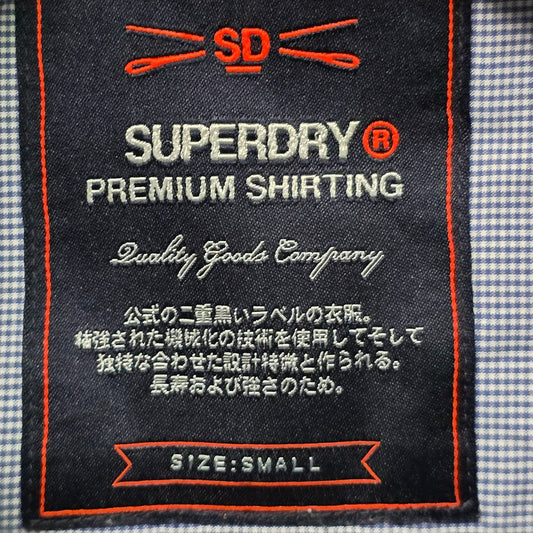 SD
SUPERDRY®
PREMIUM SHIRTING
Quality Goods Company
公式の二重黒いラベルの衣服。
補強された機械化の技術を使用してそして
独特な合わせた設計特徴と作られる。
長寿および強さのため。
SIZE:SMALL